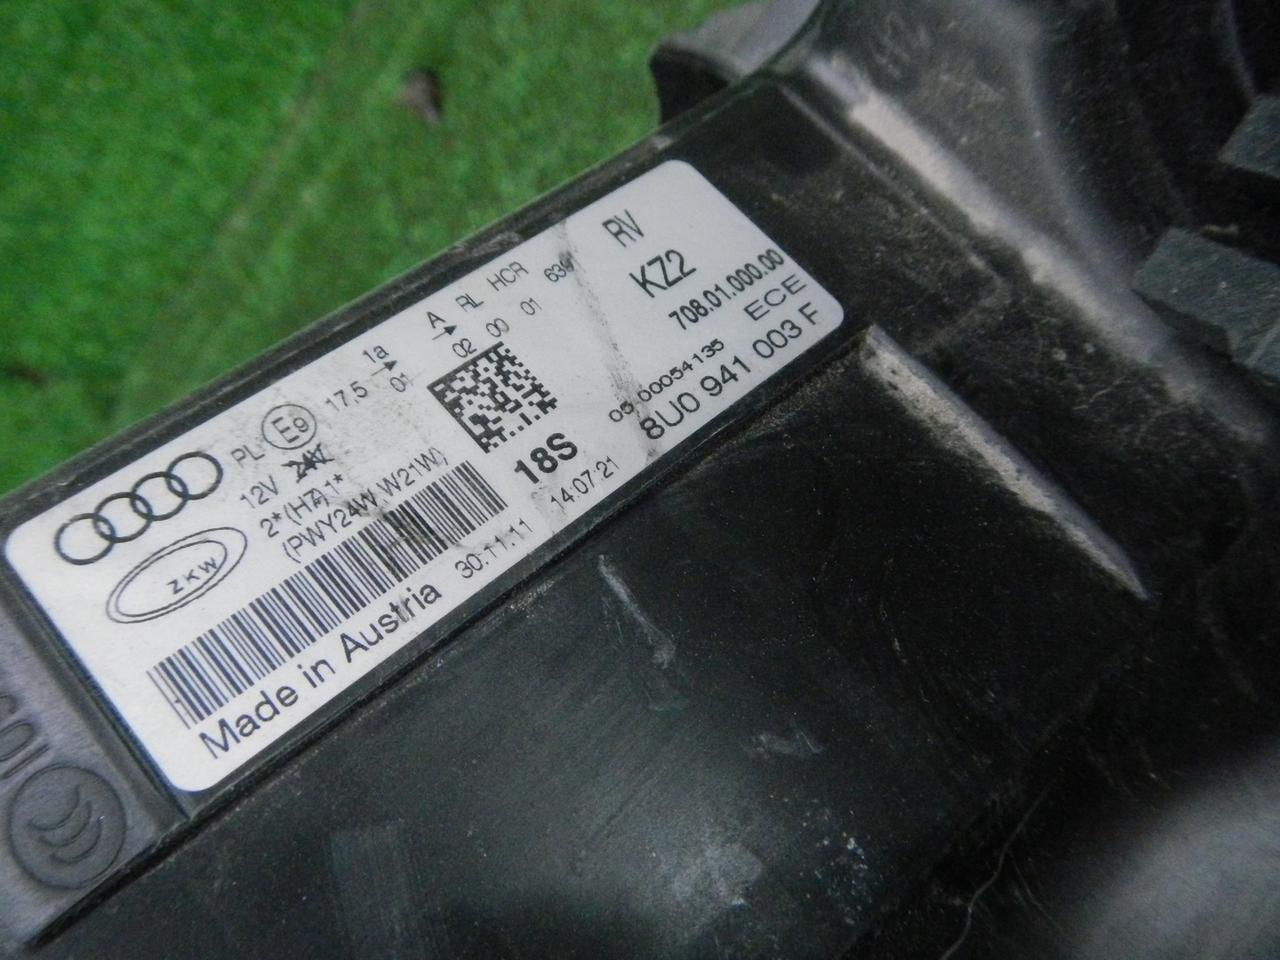 PL E9 17.5 1a 01 A 02 RL 00 HCR 01
RV
12V 24V
KZ2
2*(H7),1*
708.01.000.00
(PWY24W,W21W)
ECE
ZKW
18S
00054135
8U0 941 003 F
Made in Austria
30.11.11
14:07:21